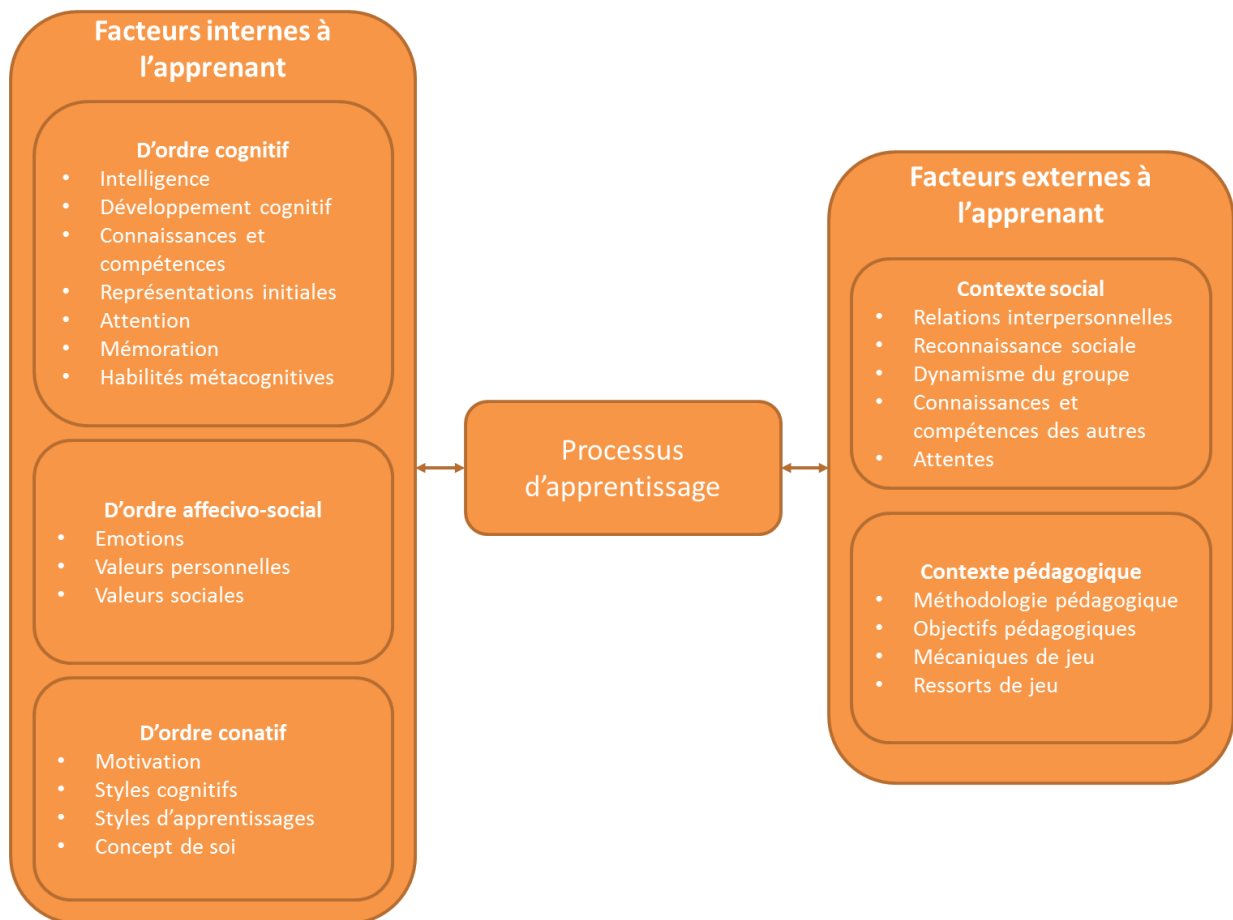 Facteurs internes à
l'apprenant
D'ordre cognitif
• Intelligence
• Développement cognitif
• Connaissances et
compétences
• Représentations initiales
• Attention
• Mémoration
• Habilités métacognitives
D'ordre affecivo-social
• Emotions
• Valeurs personnelles
• Valeurs sociales
D'ordre conatif
• Motivation
• Styles cognitifs
• Styles d'apprentissages
• Concept de soi
Processus
d'apprentissage
Facteurs externes à
l'apprenant
Contexte social
• Relations interpersonnelles
• Reconnaissance sociale
• Dynamisme du groupe
• Connaissances et
compétences des autres
• Attentes
Contexte pédagogique
• Méthodologie pédagogique
• Objectifs pédagogiques
• Mécaniques de jeu
• Ressorts de jeu